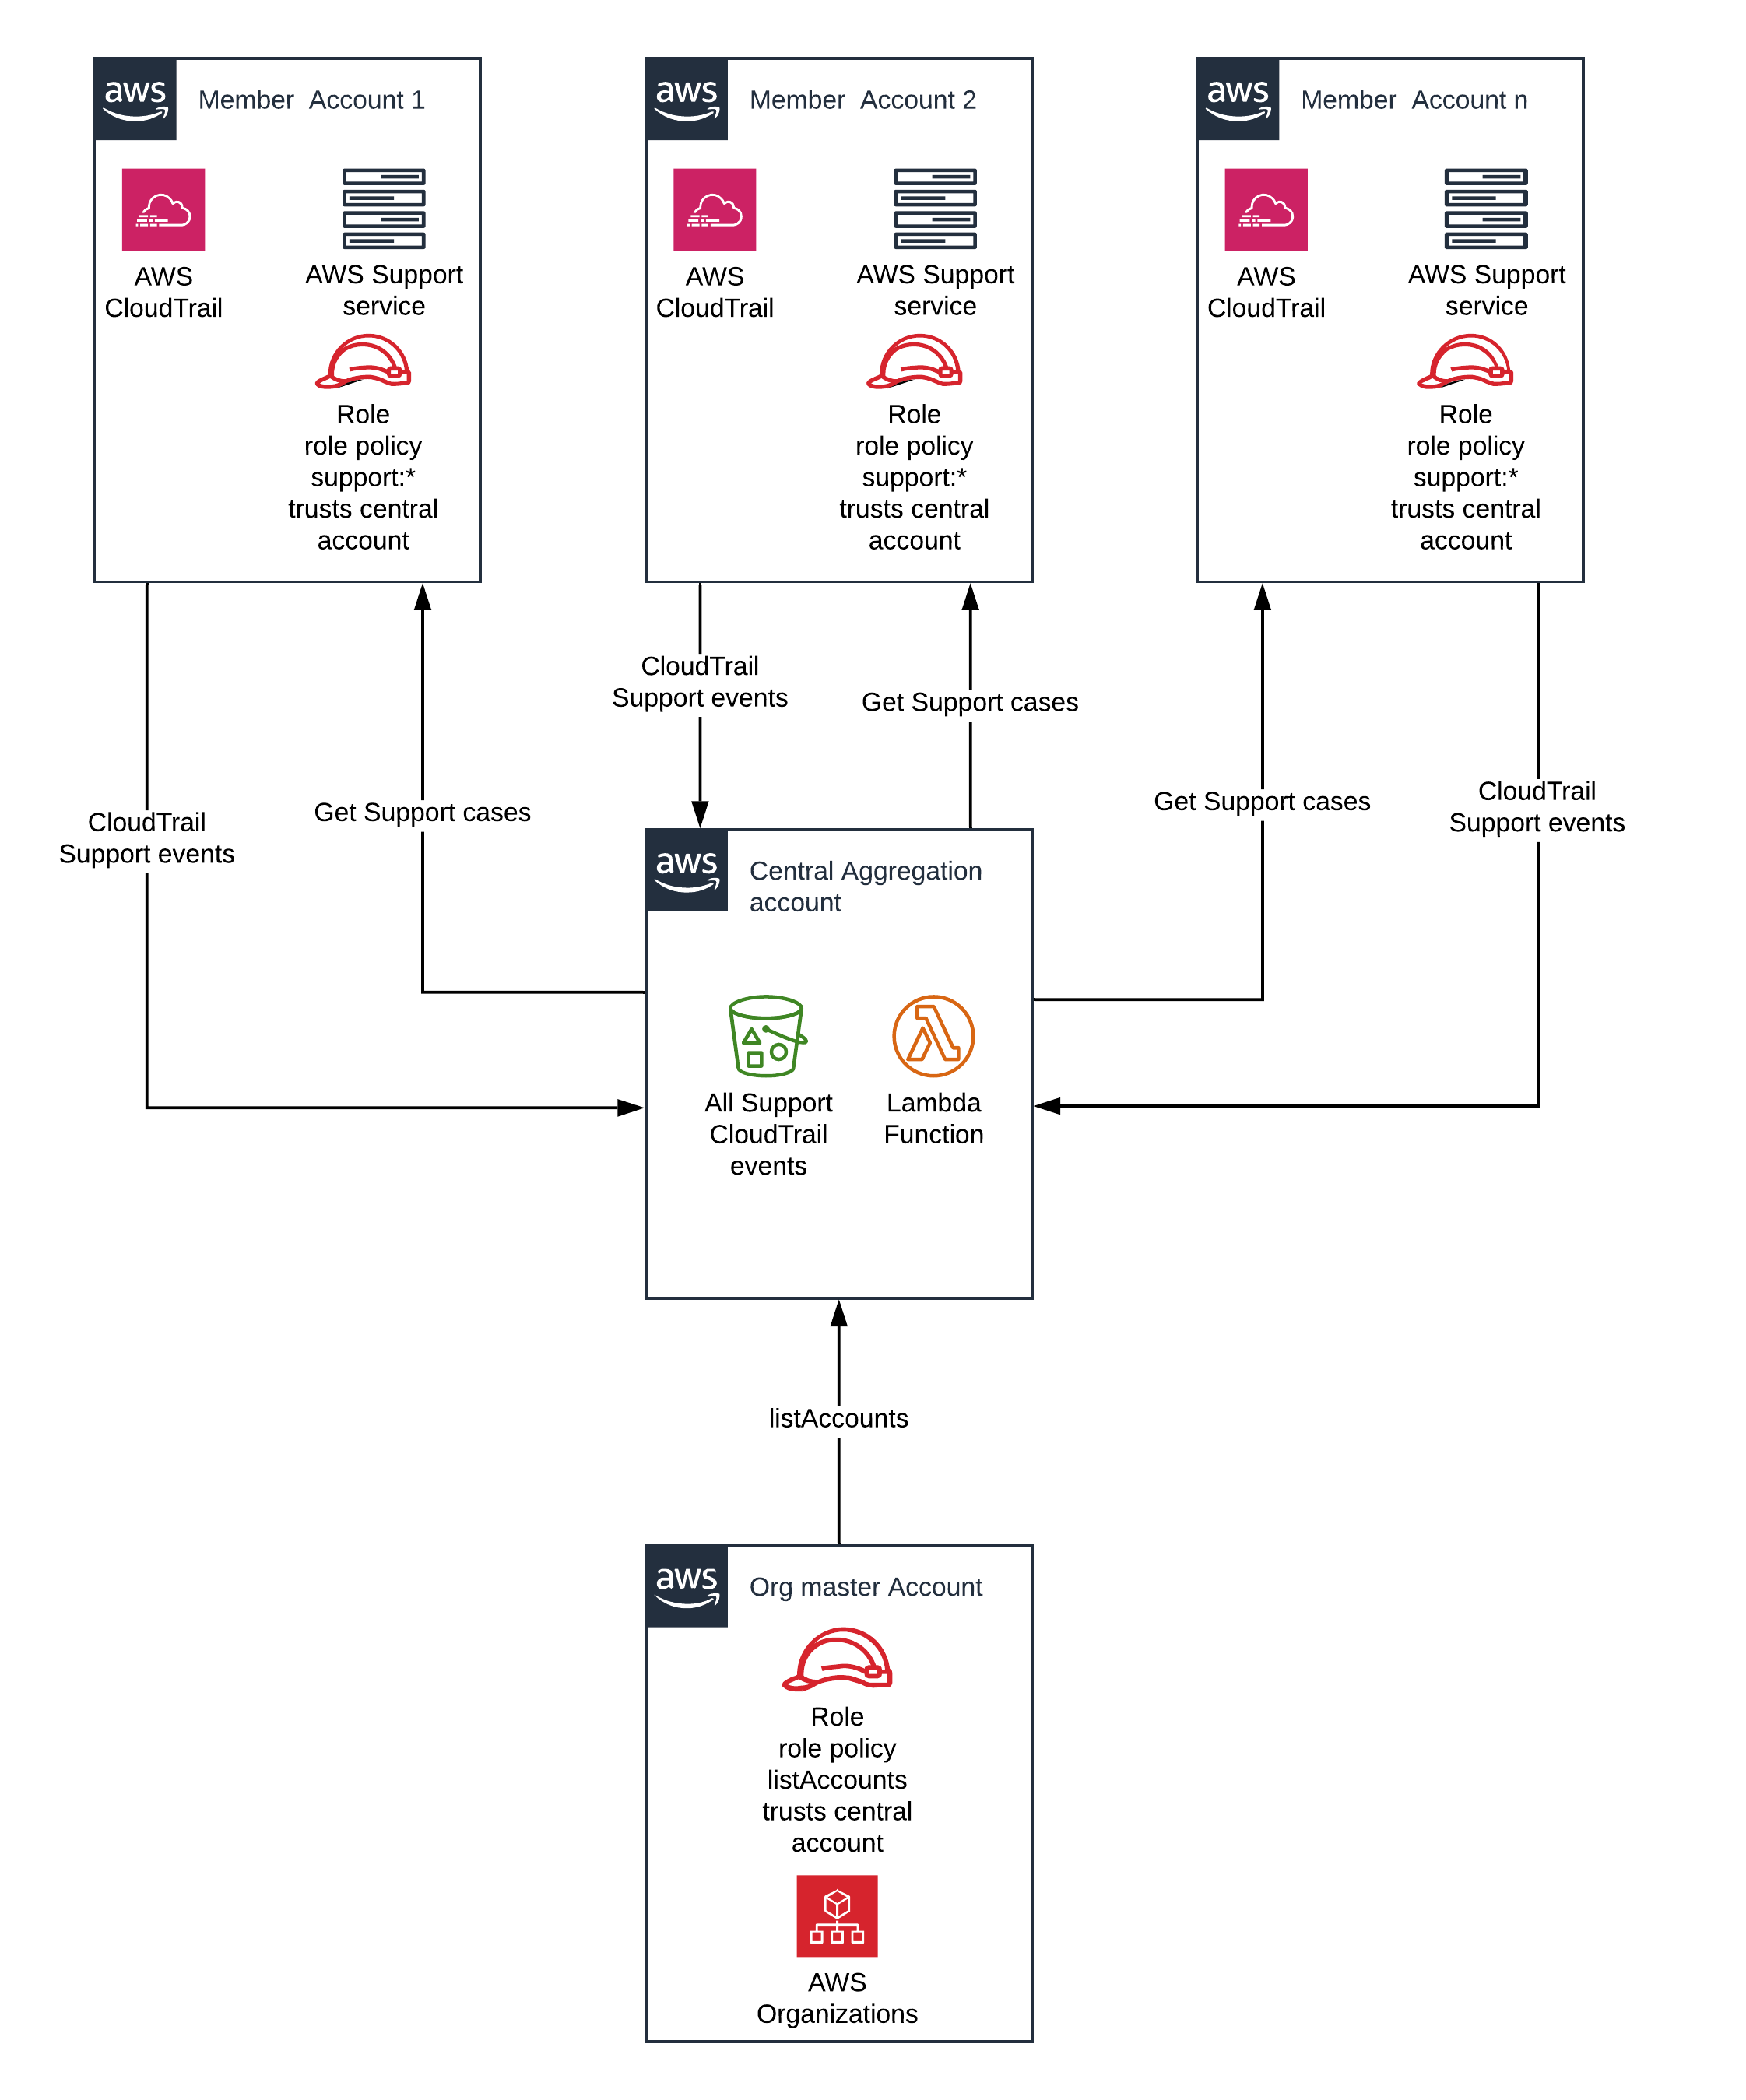 aws
Member Account 1
AWS
CloudTrail
AWS Support
service
Role
role policy
support:*
trusts central
account
aws
Member Account 2
AWS
CloudTrail
AWS Support
service
Role
role policy
support:*
trusts central
account
aws
Member Account n
AWS
CloudTrail
AWS Support
service
Role
role policy
support:*
trusts central
account
CloudTrail
Support events
Get Support cases
CloudTrail
Support events
Get Support cases
Get Support cases
CloudTrail
Support events
aws
Central Aggregation
account
All Support
CloudTrail
events
Lambda
Function
listAccounts
aws
Org master Account
Role
role policy
listAccounts
trusts central
account
AWS
Organizations